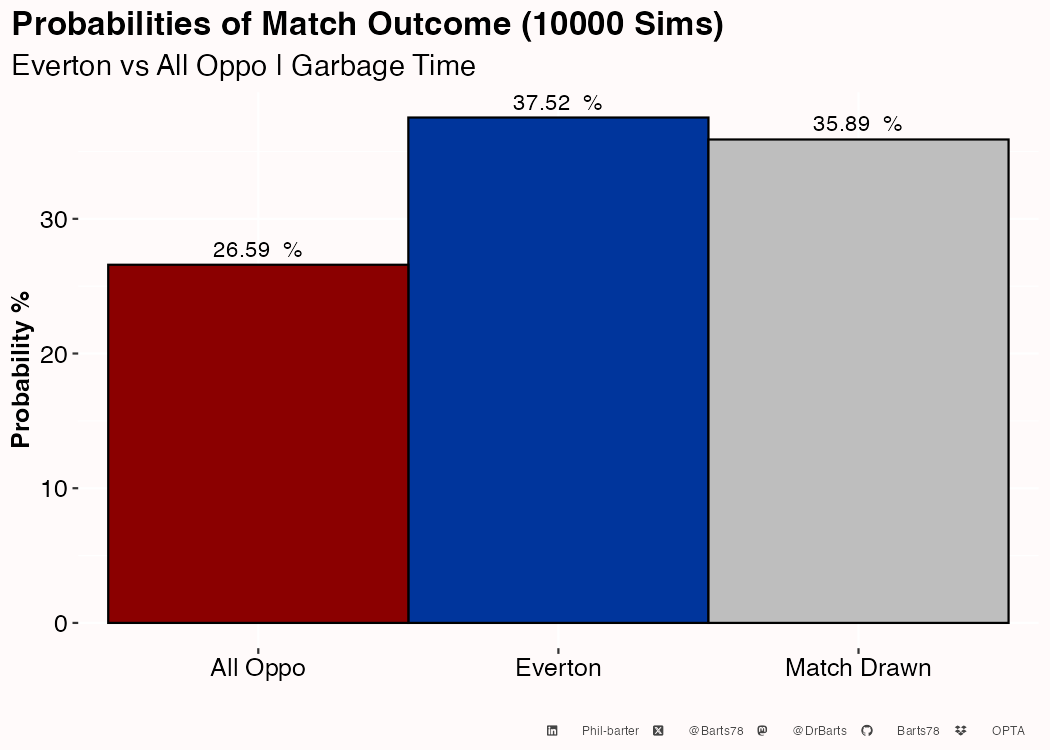 Probabilities of Match Outcome (10000 Sims)
Everton vs All Oppo | Garbage Time
37.52 %
35.89 %
26.59 %
30
20
10
0
Probability %
All Oppo Everton Match Drawn
Phil-barter @Barts78 @DrBarts Barts78 OPTA